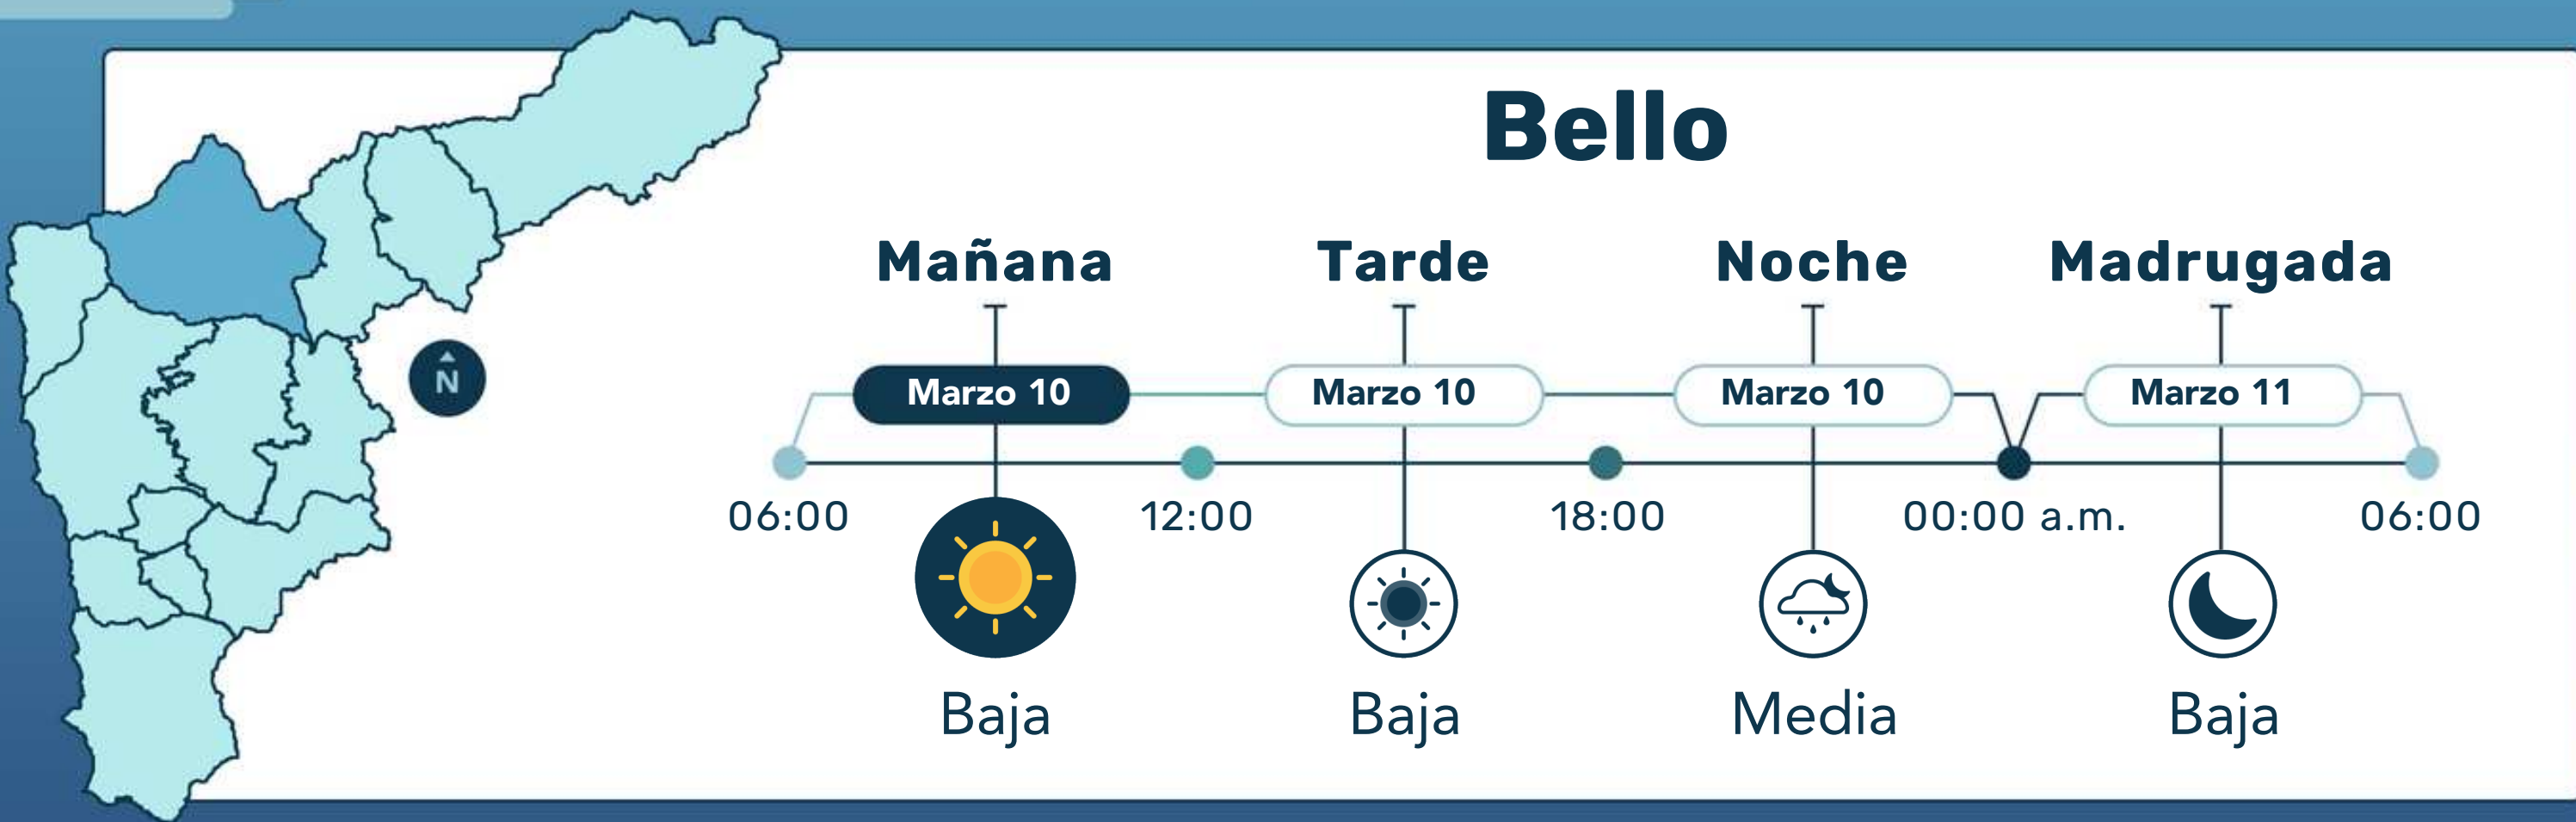 Bello
Mañana Tarde Noche Madrugada
Marzo 10 Marzo 10 Marzo 10 Marzo 11
N
06:00 12:00 18:00 00:00 a.m. 06:00
Baja Baja Media Baja